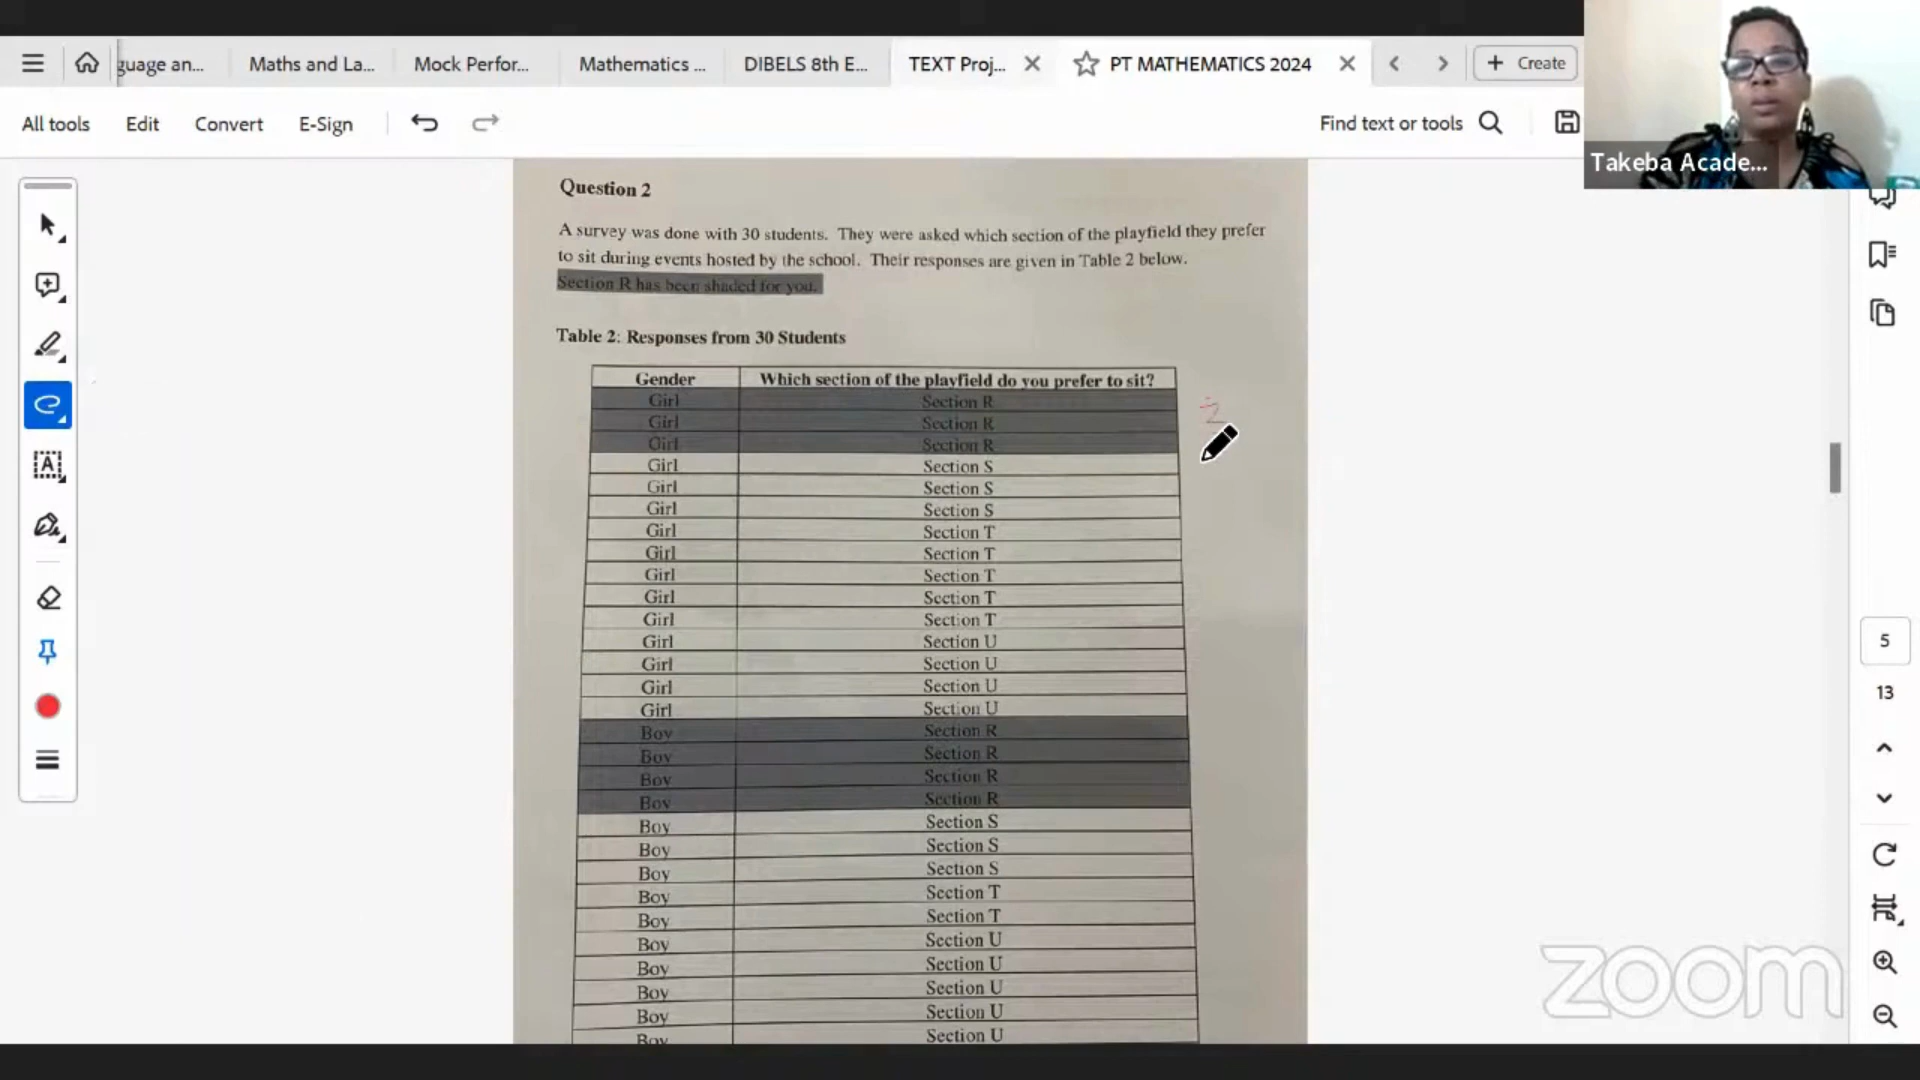 guage an...
Maths and La...
Mock Perfor...
Mathematics ...
DIBELS 8th E...
TEXT Proj...
PT MATHEMATICS 2024
Create
All tools
Edit
Convert
E-Sign
Find text or tools
Takeba Acade...
Question 2
A survey was done with 30 students. They were asked which section of the playfield they prefer
to sit during events hosted by the school. Their responses are given in Table 2 below.
Section R has been shaded for you.
Table 2: Responses from 30 Students
Gender Which section of the playfield do you prefer to sit?
Girl Section R
Girl Section R
Girl Section R
Girl Section S
Girl Section S
Girl Section S
Girl Section T
Girl Section T
Girl Section T
Girl Section T
Girl Section T
Girl Section U
Girl Section U
Girl Section U
Girl Section U
Boy Section R
Boy Section R
Boy Section R
Boy Section R
Boy Section S
Boy Section S
Boy Section S
Boy Section T
Boy Section T
Boy Section U
Boy Section U
Boy Section U
Boy Section U
Boy Section U
5
13
zoom